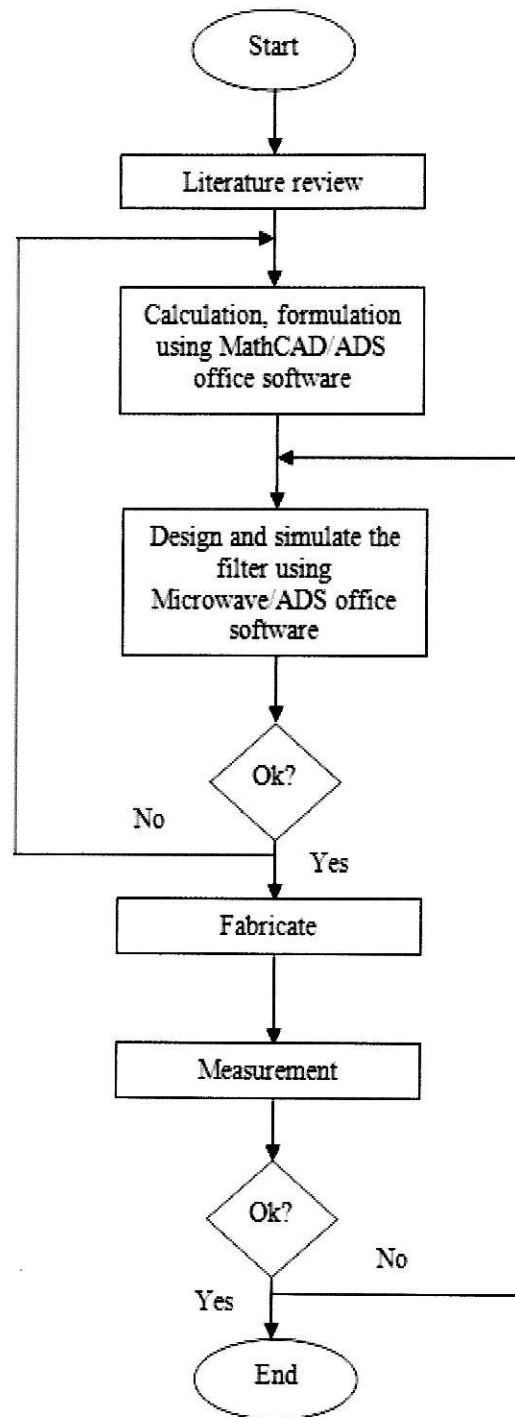 Start
Literature review
Calculation, formulation
using MathCAD/ADS
office software
Design and simulate the
filter using
Microwave/ADS office
software
Ok?
No
Yes
Fabricate
Measurement
Ok?
No
Yes
End